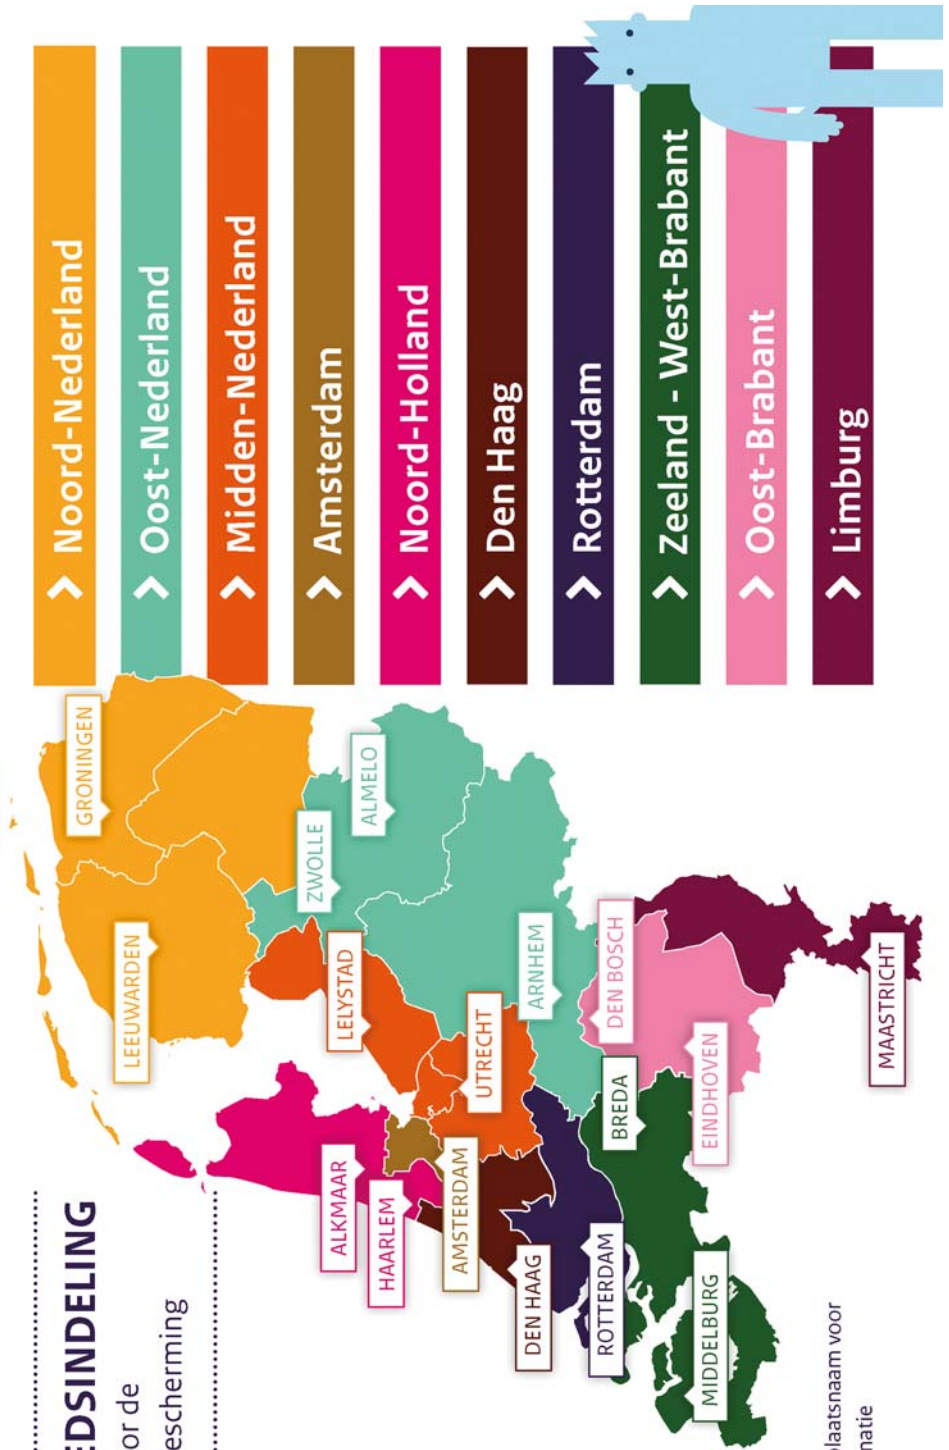 EDSINDELING
or de
escherming
LEEUWARDEN
GRONINGEN
ALKMAAR
LELYSTAD
ZWOLLE
ALMELO
HAARLEM
AMSTERDAM
UTRECHT
DEN HAAG
ARNHEM
ROTTERDAM
BREDA
DEN BOSCH
MIDDELBURG
EINDHOVEN
MAASTRICHT
laatsnaam voor
matie
> Noord-Nederland
> Oost-Nederland
> Midden-Nederland
> Amsterdam
> Noord-Holland
> Den Haag
> Rotterdam
> Zeeland - West-Brabant
> Oost-Brabant
> Limburg